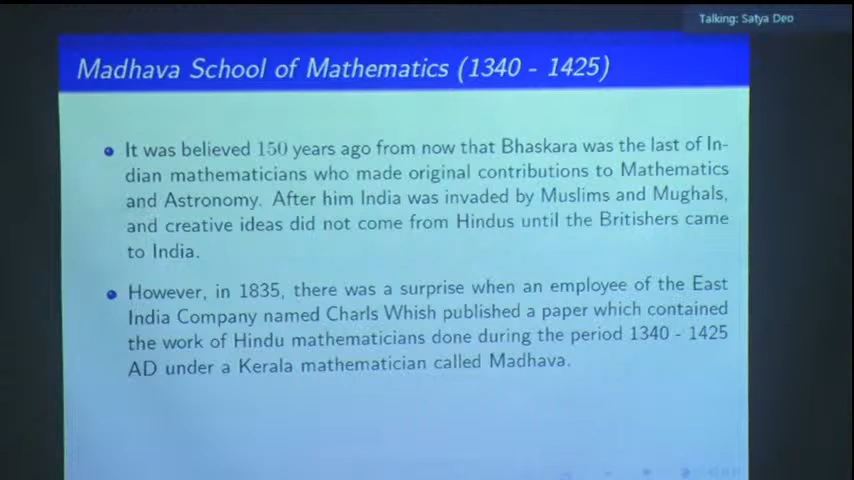 Talking: Satya Deo
Madhava School of Mathematics (1340 - 1425)
It was believed 150 years ago from now that Bhaskara was the last of In-
dian mathematicians who made original contributions to Mathematics
and Astronomy. After him India was invaded by Muslims and Mughals,
and creative ideas did not come from Hindus until the Britishers came
to India.
However, in 1835, there was a surprise when an employee of the East
India Company named Charls Whish published a paper which contained
the work of Hindu mathematicians done during the period 1340 - 1425
AD under a Kerala mathematician called Madhava.